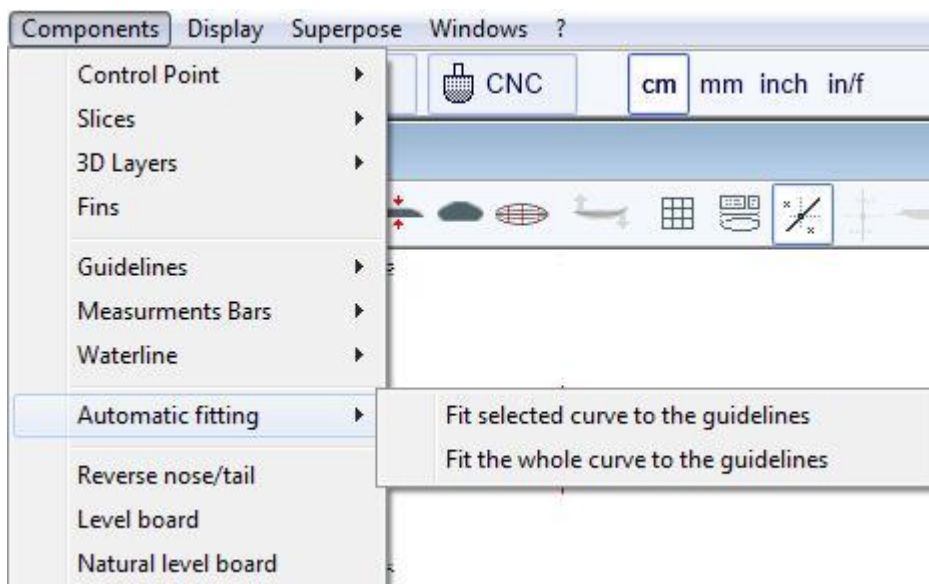 Components Display Superpose Windows ?
Control Point
CNC cm mm inch in/f
Slices
3D Layers
Fins
Guidelines
Measurments Bars
Waterline
Automatic fitting
Fit selected curve to the guidelines
Fit the whole curve to the guidelines
Reverse nose/tail
Level board
Natural level board